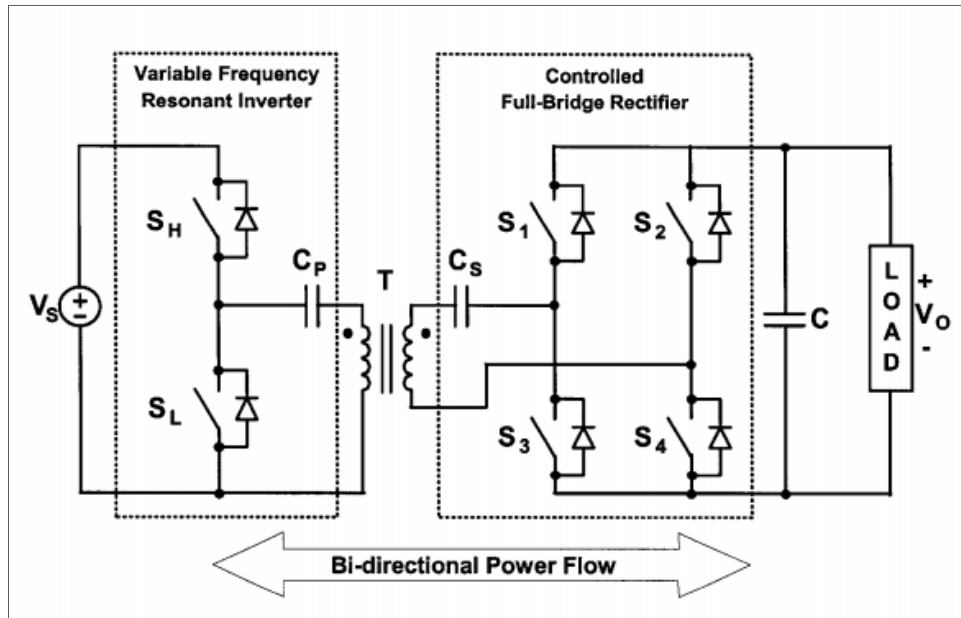 Variable Frequency
Resonant Inverter
Controlled
Full-Bridge Rectifier
S_H
S_1
S_2
C_P
T
C_S
V_S
+
-
C
LOAD
+
V_O
-
S_L
S_3
S_4
Bi-directional Power Flow